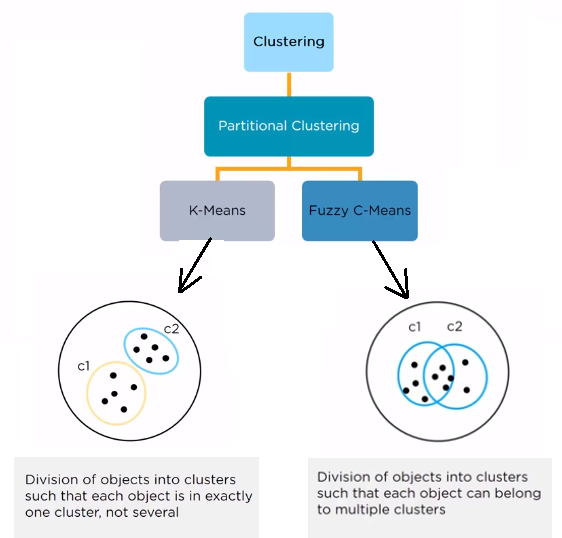 Clustering
Partitional Clustering
K-Means
Fuzzy C-Means
c2
c1
Division of objects into clusters
such that each object is in exactly
one cluster, not several
c1 c2
Division of objects into clusters
such that each object can belong
to multiple clusters